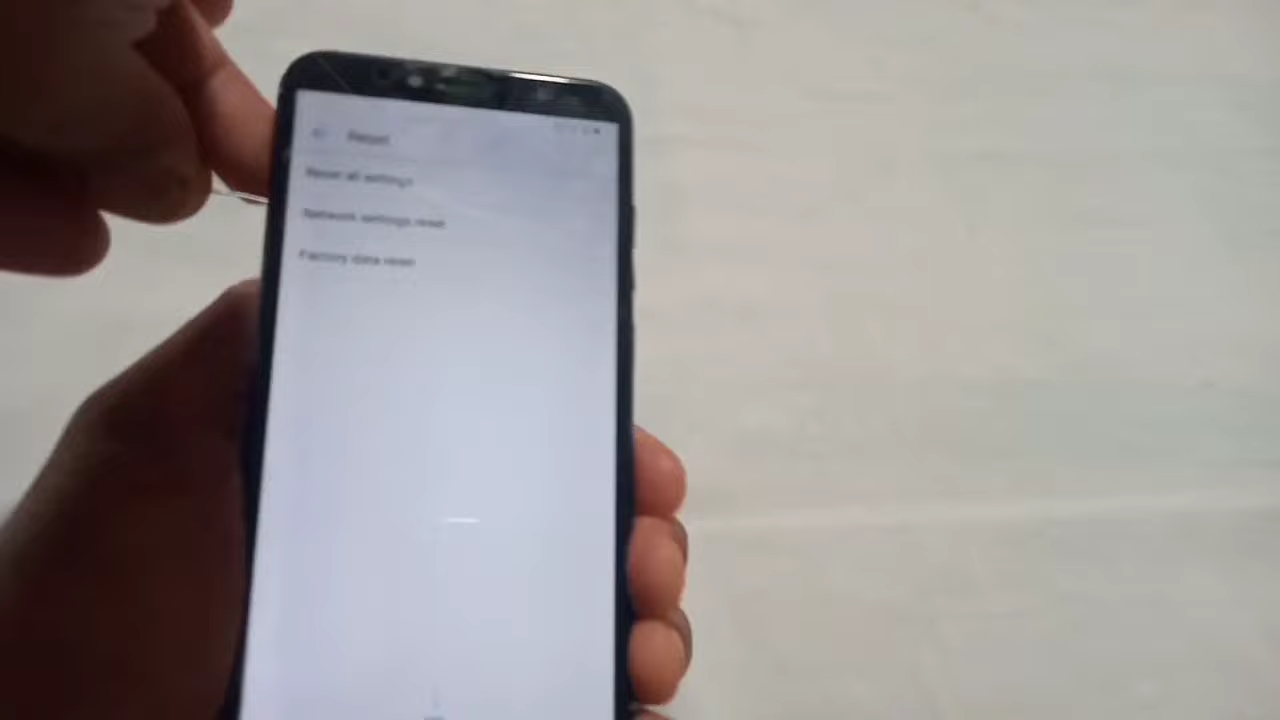 Reset
Reset all settings
Network settings reset
Factory data reset